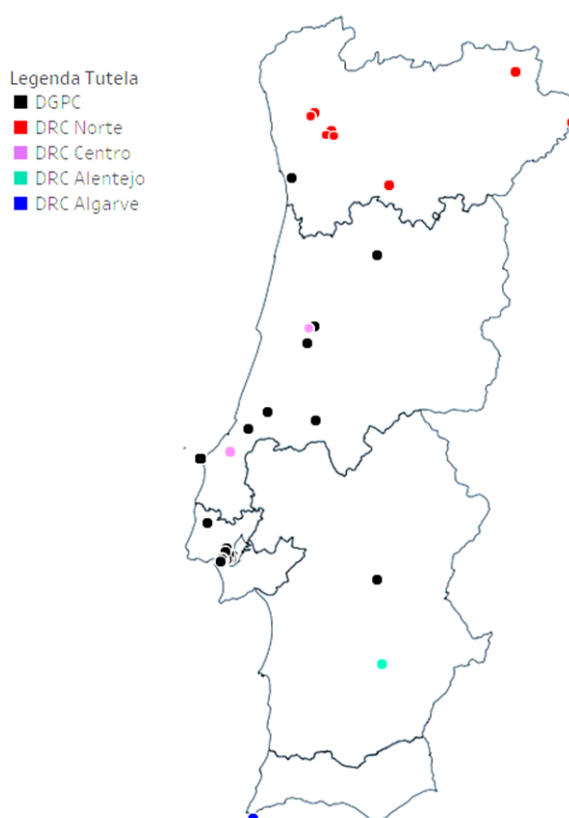 Legenda Tutela
DGPC
DRC Norte
DRC Centro
DRC Alentejo
DRC Algarve